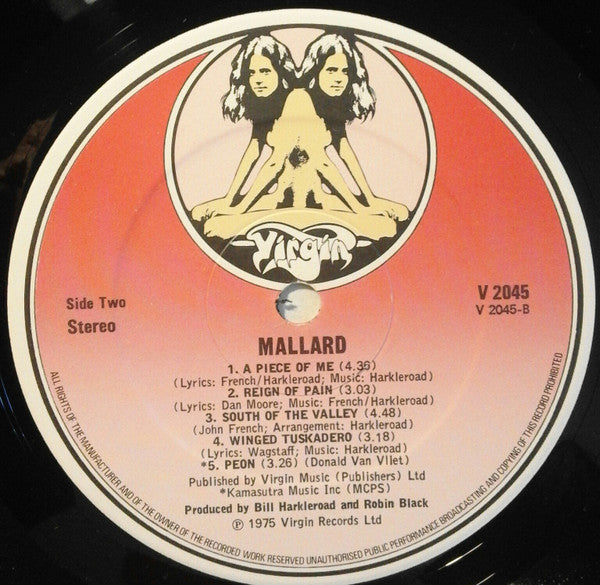 Virgin
Side Two
Stereo
V 2045
V 2045-B
MALLARD
1. A PIECE OF ME (4.36)
(Lyrics: French/Harkleroad; Music: Harkleroad)
2. REIGN OF PAIN (3.03)
(Lyrics: Dan Moore; Music: French/Harkleroad)
3. SOUTH OF THE VALLEY (4.48)
(John French; Arrangement: Harkleroad)
4. WINGED TUSKADERO (3.18)
(Lyrics: Wagstaff; Music: Harkleroad)
*5. PEON (3.26) (Donald Van Vliet)
Published by Virgin Music (Publishers) Ltd
*Kamasutra Music Inc (MCPS)
Produced by Bill Harkleroad and Robin Black
℗ 1975 Virgin Records Ltd
ALL RIGHTS OF THE MANUFACTURER AND OF THE OWNER OF THE RECORDED WORK RESERVED UNAUTHORISED PUBLIC PERFORMANCE BROADCASTING AND COPYING OF THIS RECORD PROHIBITED